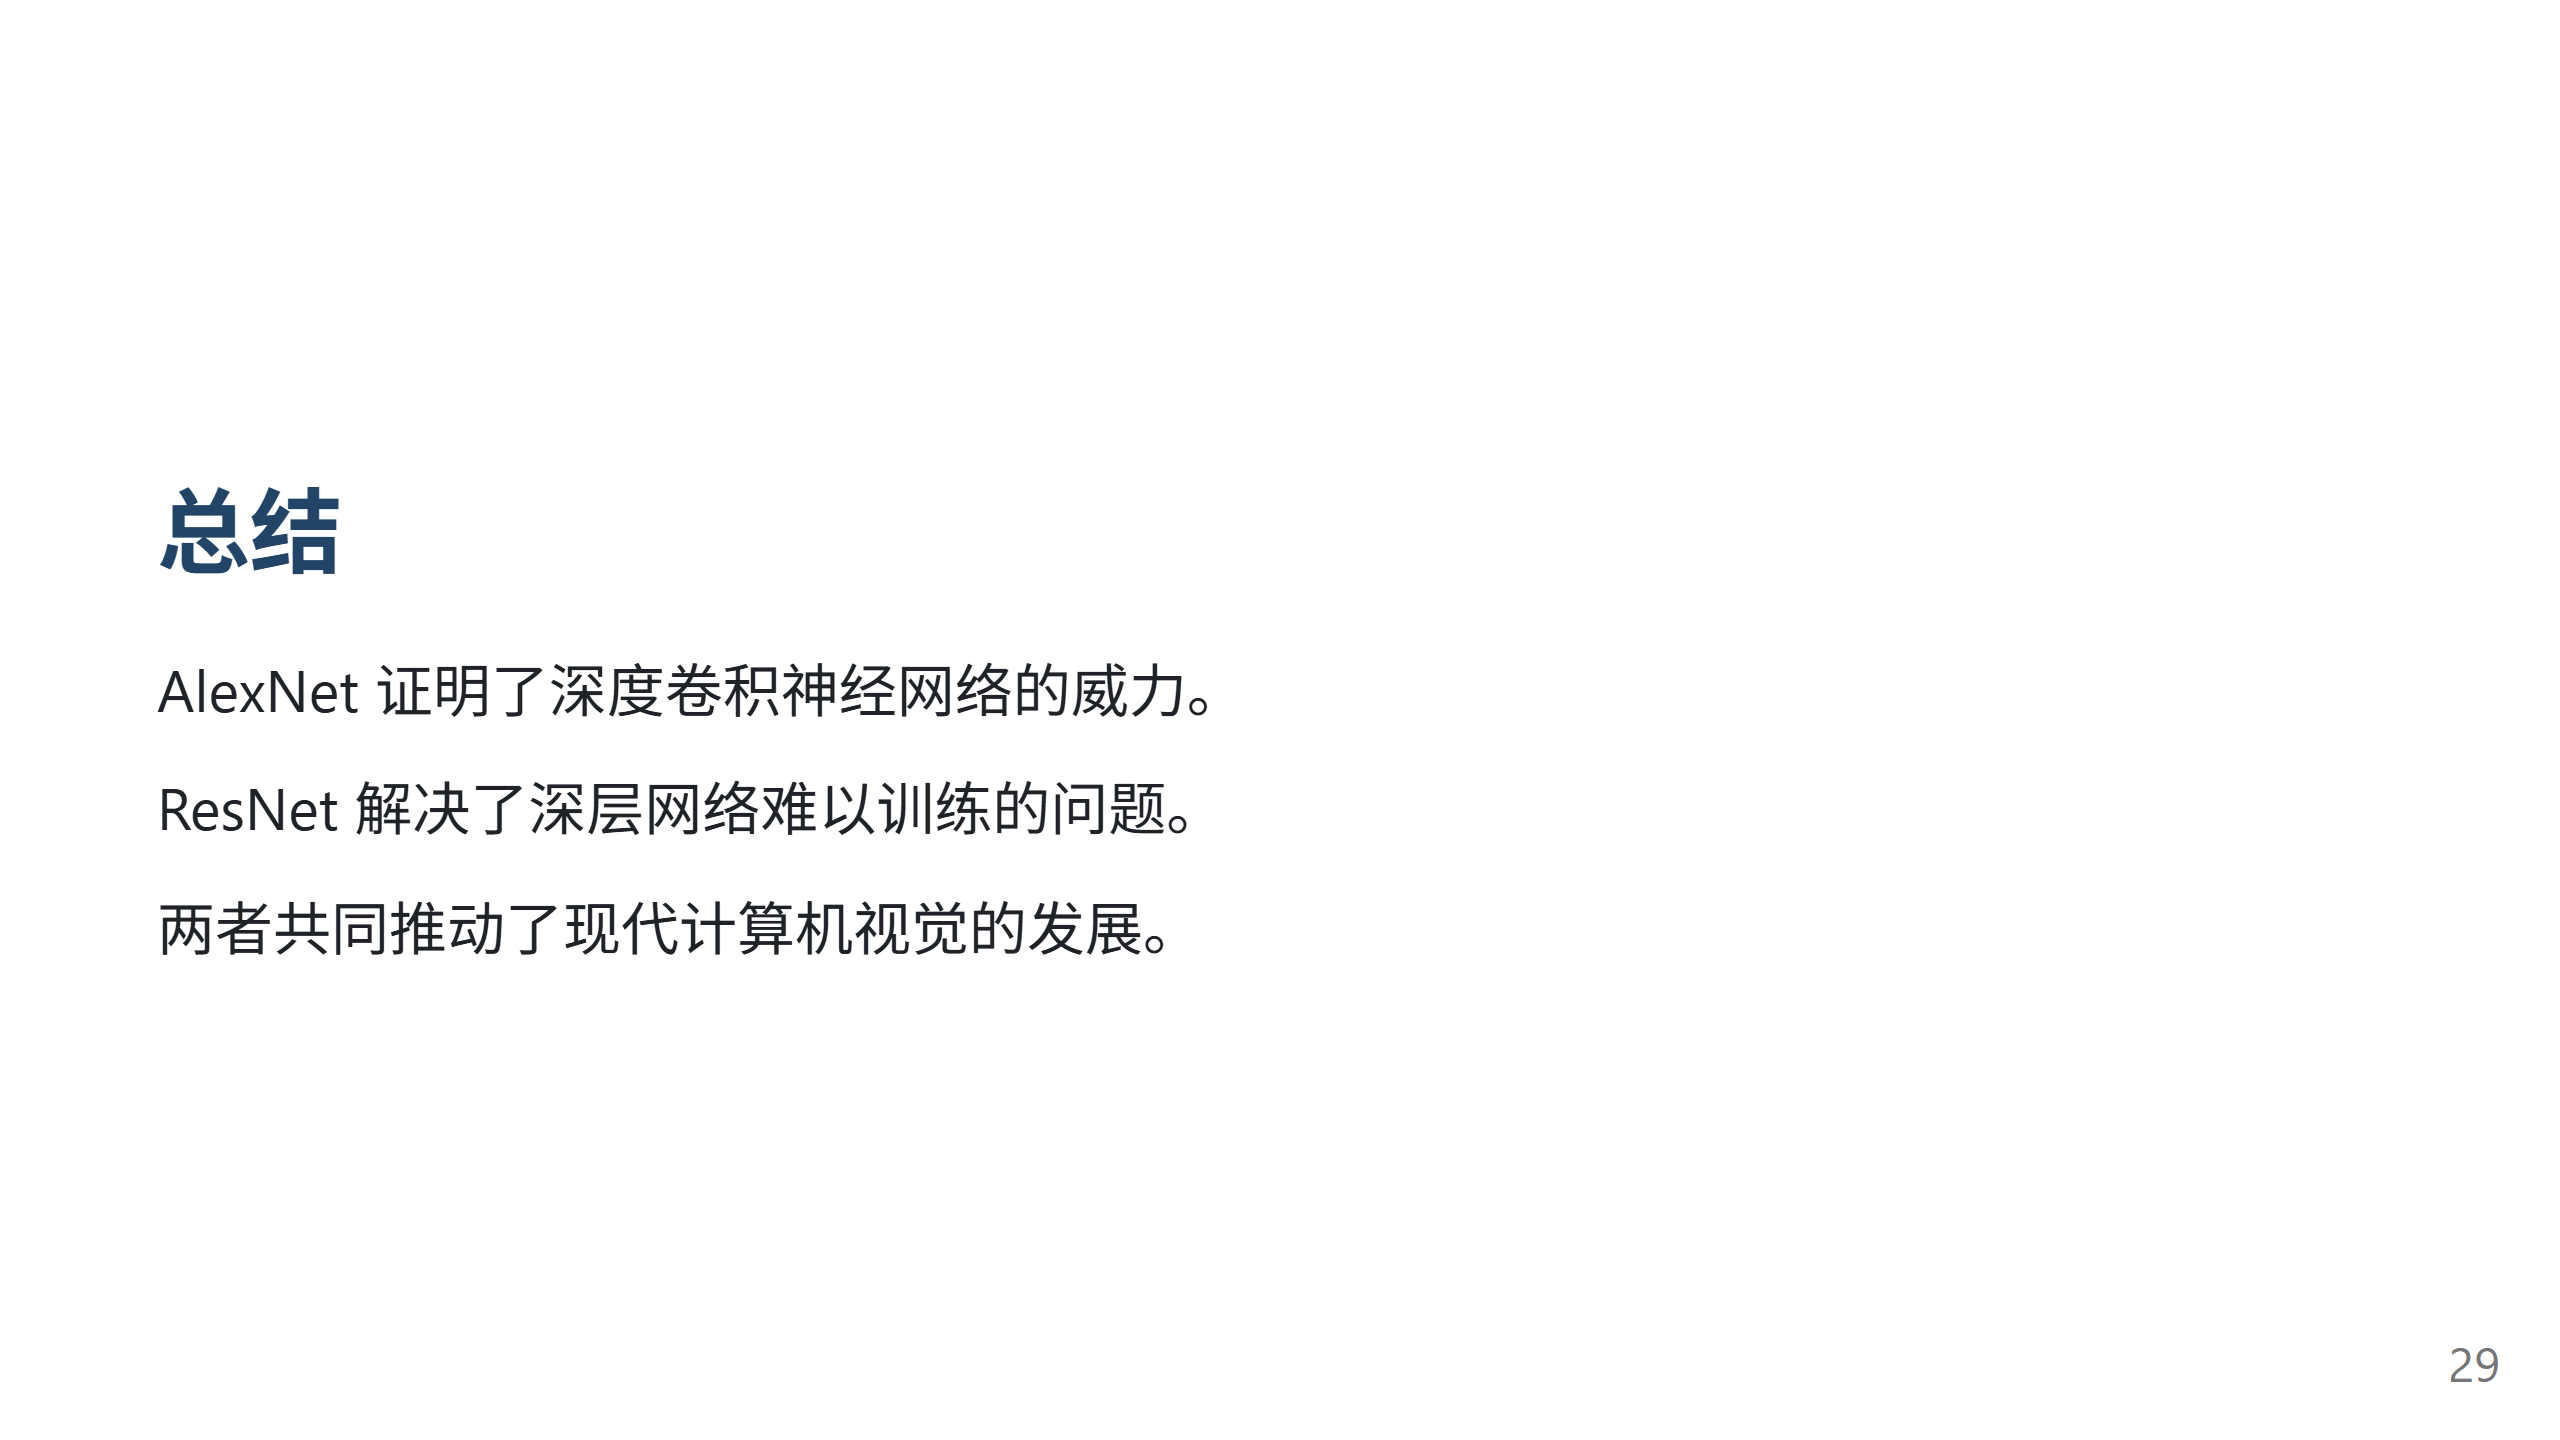 总结
AlexNet 证明了深度卷积神经网络的威力。
ResNet 解决了深层网络难以训练的问题。
两者共同推动了现代计算机视觉的发展。
29